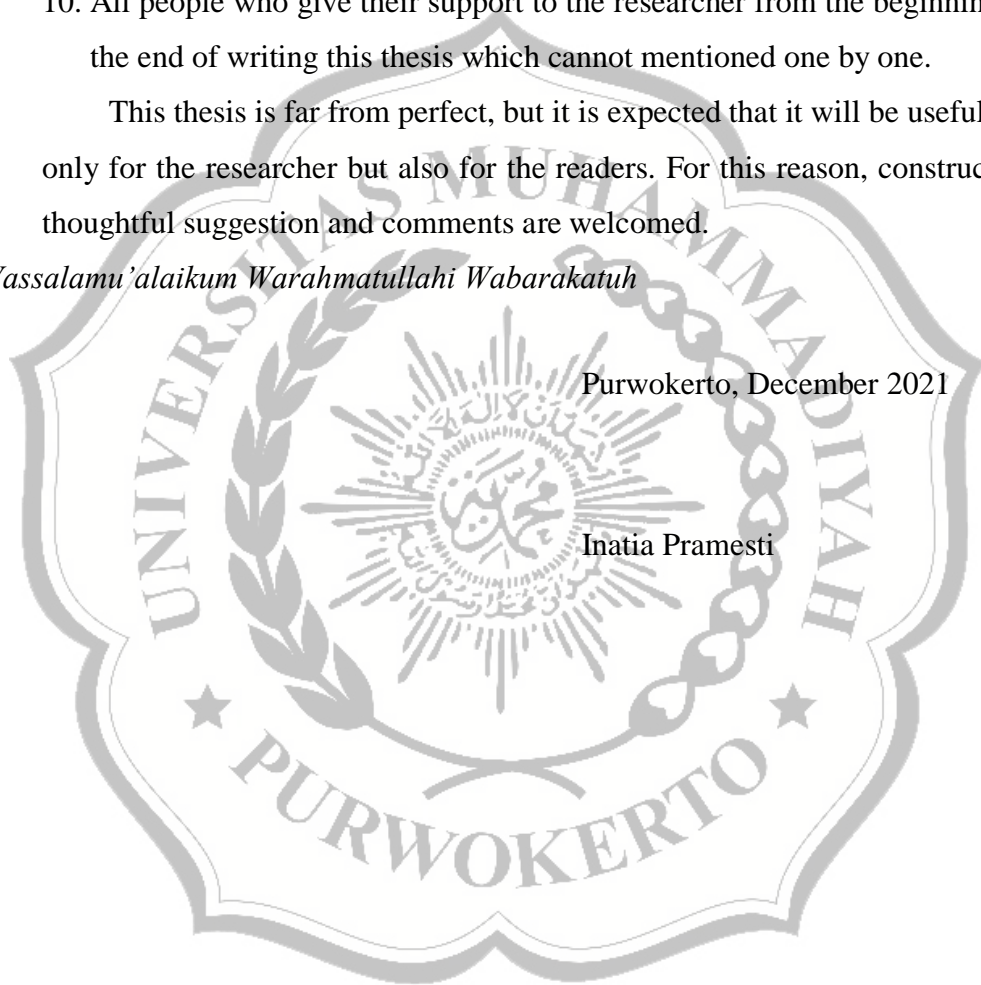 10. All people who give their support to the researcher from the beginnin
the end of writing this thesis which cannot mentioned one by one.
This thesis is far from perfect, but it is expected that it will be useful
only for the researcher but also for the readers. For this reason, construc
thoughtful suggestion and comments are welcomed.
assalamu’alaikum Warahmatullahi Wabarakatuh
Purwokerto, December 2021
Inatia Pramesti
UNIVERSITAS MUHAMMADIYAH
PURWOKERTO